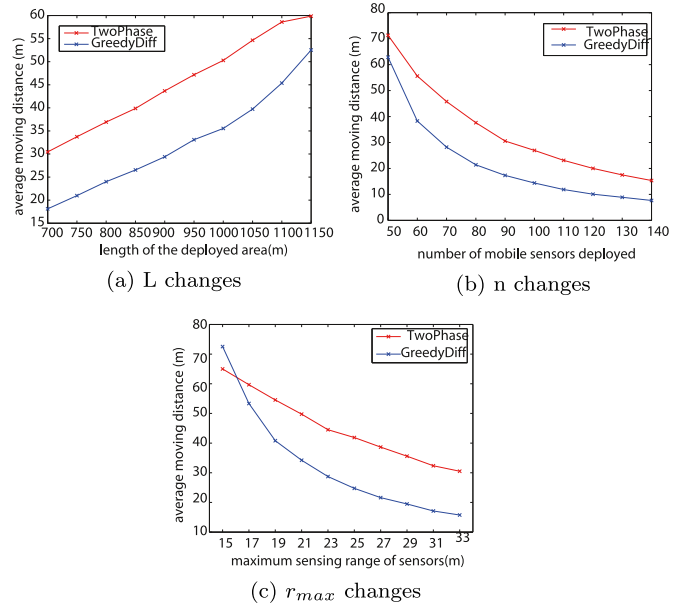 60
55
50
45
40
35
30
25
20
15
average moving distance (m)
TwoPhase
GreedyDiff
700 750 800 850 900 950 1000 1050 1100 1150
length of the deployed area(m)
(a) L changes
80
70
60
50
40
30
20
10
0
average moving distance (m)
TwoPhase
GreedyDiff
50 60 70 80 90 100 110 120 130 140
number of mobile sensors deployed
(b) n changes
80
70
60
50
40
30
20
10
average moving distance (m)
TwoPhase
GreedyDiff
15 17 19 21 23 25 27 29 31 33
maximum sensing range of sensors(m)
(c) r_max changes